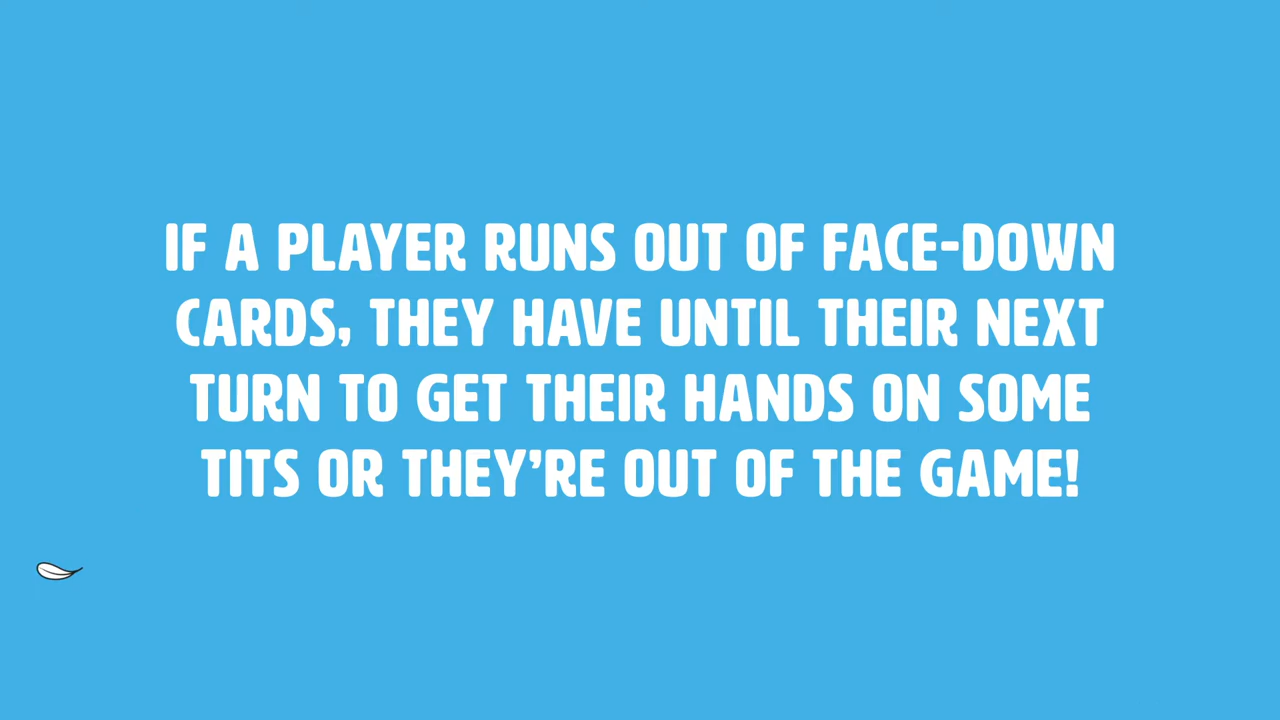 IF A PLAYER RUNS OUT OF FACE-DOWN
CARDS, THEY HAVE UNTIL THEIR NEXT
TURN TO GET THEIR HANDS ON SOME
TITS OR THEY’RE OUT OF THE GAME!